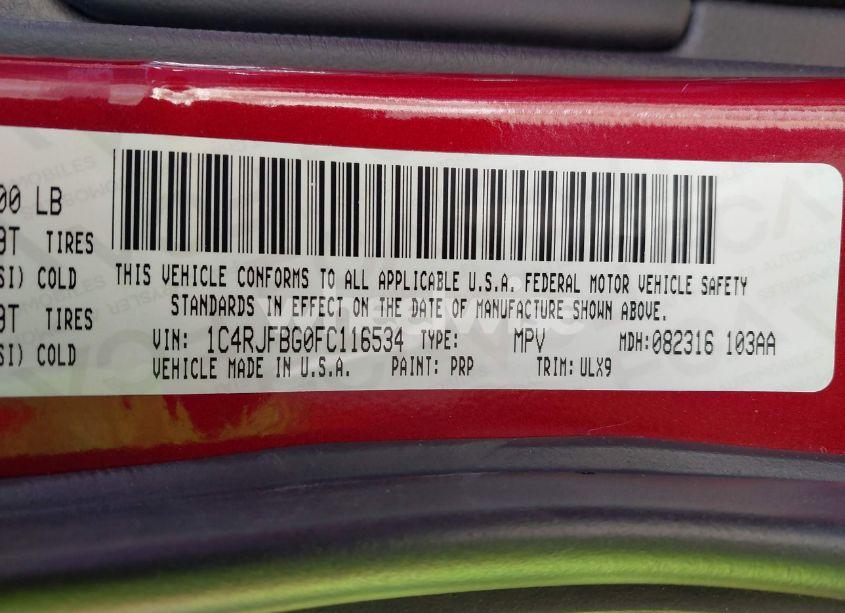 00 LB
TIRES
SI) COLD
TIRES
SI) COLD
THIS VEHICLE CONFORMS TO ALL APPLICABLE U.S.A. FEDERAL MOTOR VEHICLE SAFETY
STANDARDS IN EFFECT ON THE DATE OF MANUFACTURE SHOWN ABOVE.
VIN: 1C4RJFBG0FC116534 TYPE: MPV MDH:082316 103AA
VEHICLE MADE IN U.S.A. PAINT: PRP TRIM: ULX9